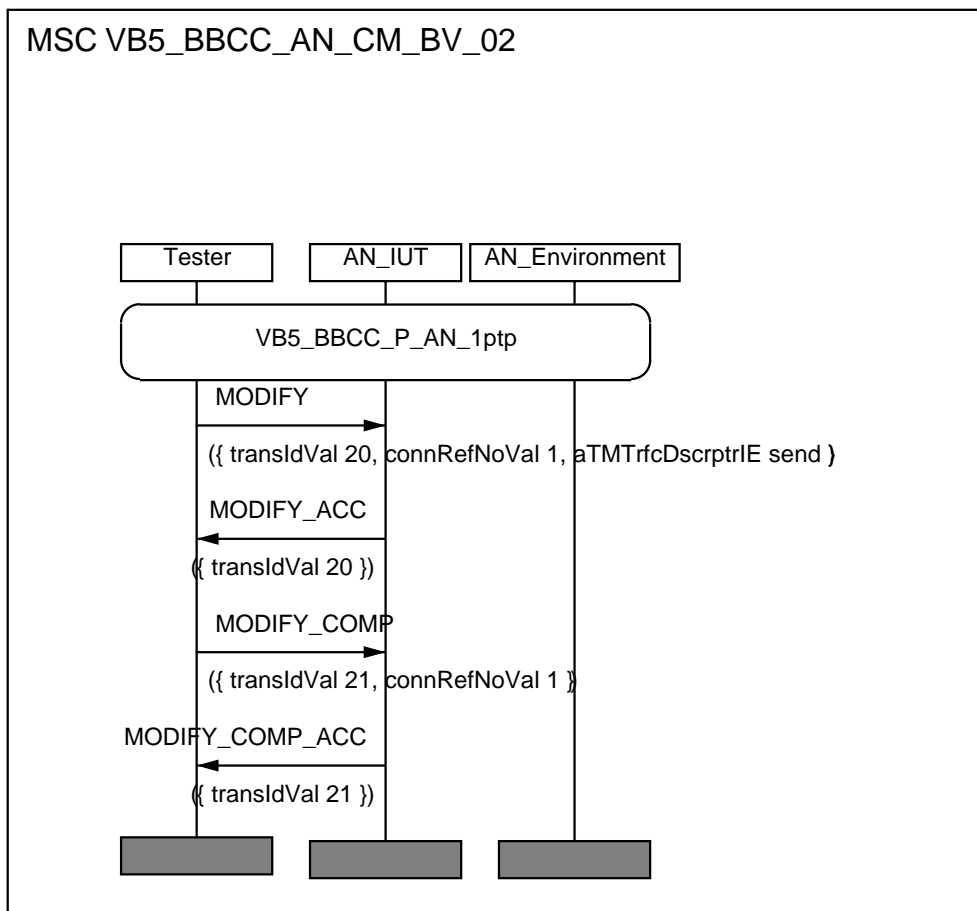 MSC VB5_BBCC_AN_CM_BV_02
Tester AN_IUT AN_Environment
VB5_BBCC_P_AN_1ptp
MODIFY
({ transIdVal 20, connRefNoVal 1, aTMTrfcDscrptrIE send }
MODIFY_ACC
({ transIdVal 20 })
MODIFY_COMP
({ transIdVal 21, connRefNoVal 1 })
MODIFY_COMP_ACC
({ transIdVal 21 })